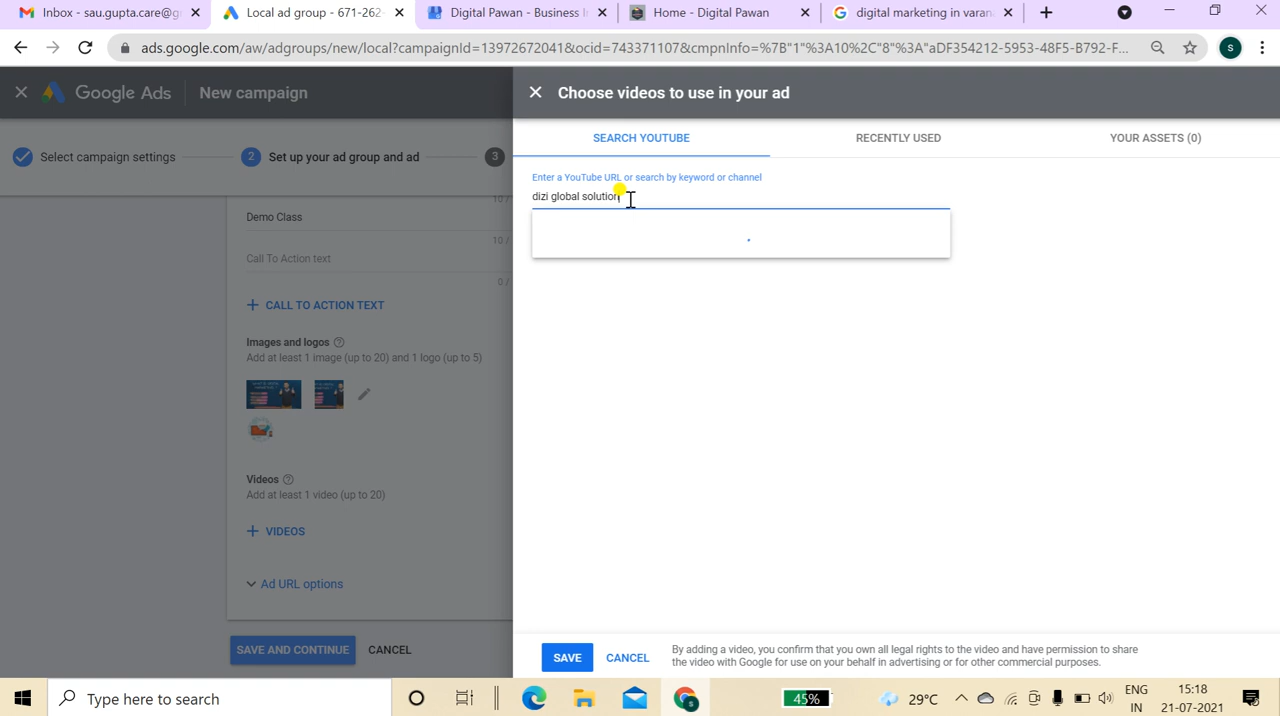 Inbox - sau.gupta.care@g
Local ad group - 671-262-
Digital Pawan - Business I
Home - Digital Pawan
digital marketing in varan
ads.google.com/aw/adgroups/new/local?campaignId=13972672041&ocid=743371107&cmpnInfo=%7B"1"%3A10%2C"8"%3A"aDF354212-5953-48F5-B792-F...
S
Google Ads
New campaign
Choose videos to use in your ad
Select campaign settings
2
Set up your ad group and ad
3
SEARCH YOUTUBE
RECENTLY USED
YOUR ASSETS (0)
Enter a YouTube URL or search by keyword or channel
dizi global solution
10 /
Demo Class
10 /
Call To Action text
0 /
CALL TO ACTION TEXT
Images and logos
Add at least 1 image (up to 20) and 1 logo (up to 5)
Videos
Add at least 1 video (up to 20)
VIDEOS
Ad URL options
SAVE AND CONTINUE
CANCEL
SAVE
CANCEL
By adding a video, you confirm that you own all legal rights to the video and have permission to share
the video with Google for use on your behalf in advertising or for other commercial purposes.
Type here to search
45%
29°C
ENG
IN
15:18
21-07-2021